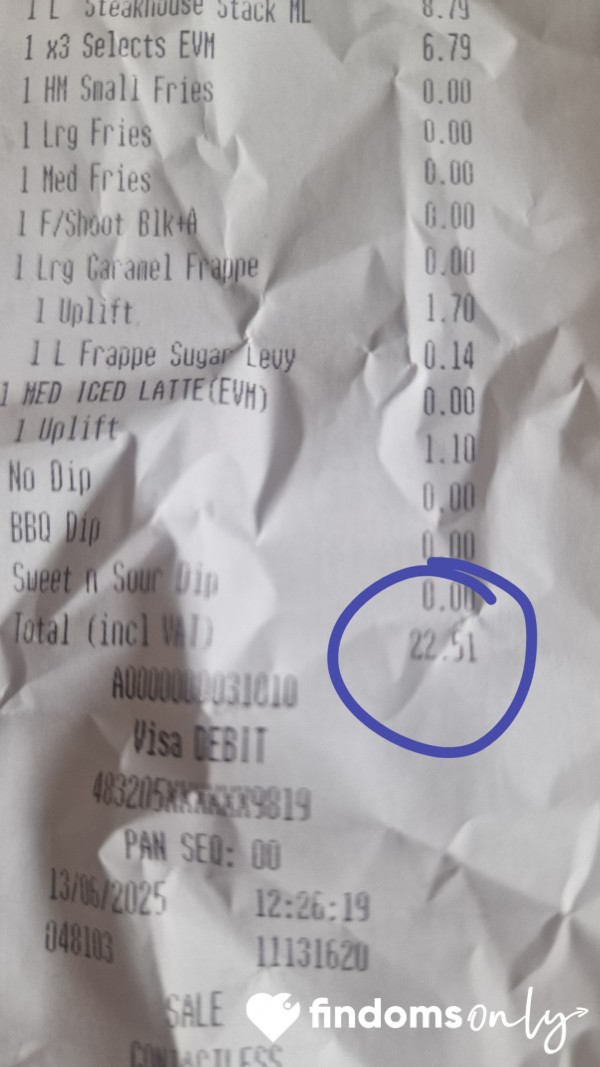 1 L Steakhouse Stack ML 8.79
1 x3 Selects EVM 6.79
1 HM Small Fries 0.00
1 Lrg Fries 0.00
1 Med Fries 0.00
1 F/Shoot Blk+A 0.00
1 Lrg Caramel Frappe 0.00
1 Uplift 1.70
1 L Frappe Sugar Levy 0.14
1 MED ICED LATTE(EVM) 0.00
1 Uplift 1.10
No Dip 0.00
BBQ Dip 0.00
Sweet n Sour Dip 0.00
Total (incl VAT) 22.51
A0000000031010
Visa DEBIT
483205XXXXXX9819
PAN SEQ: 00
13/06/2025 12:26:19
048103 11131620
SALE
CONTACTLESS
findomsonly